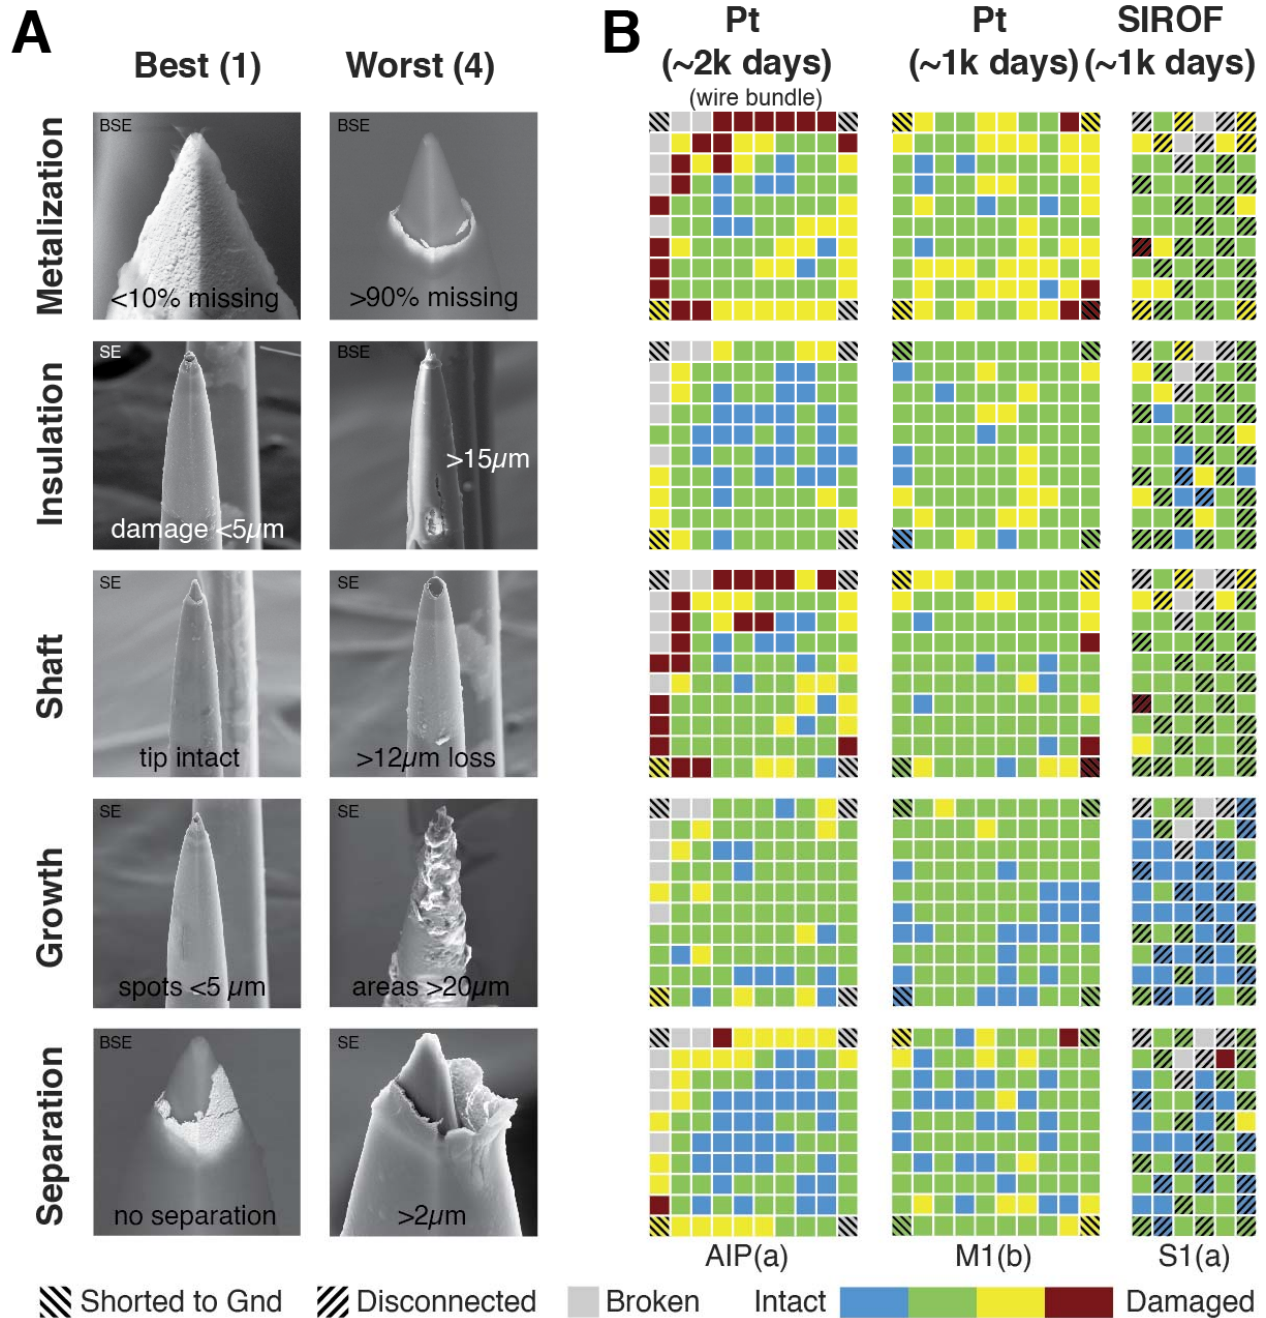 A
Best (1)
Worst (4)
B
Pt
(~2k days)
(wire bundle)
Pt
(~1k days)
SIROF
(~1k days)
Metalization
BSE
<10% missing
BSE
>90% missing
Insulation
SE
damage <5µm
BSE
>15µm
Shaft
SE
tip intact
SE
>12µm loss
Growth
SE
spots <5 µm
SE
areas >20µm
Separation
BSE
no separation
SE
>2µm
AIP(a)
M1(b)
S1(a)
Shorted to Gnd
Disconnected
Broken
Intact
Damaged